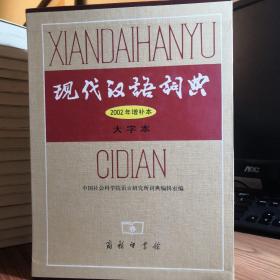 XIANDAIHANYU
现代汉语词典
2002年增补本
大字本
CIDIAN
中国社会科学院语言研究所词典编辑室编
商务印书馆